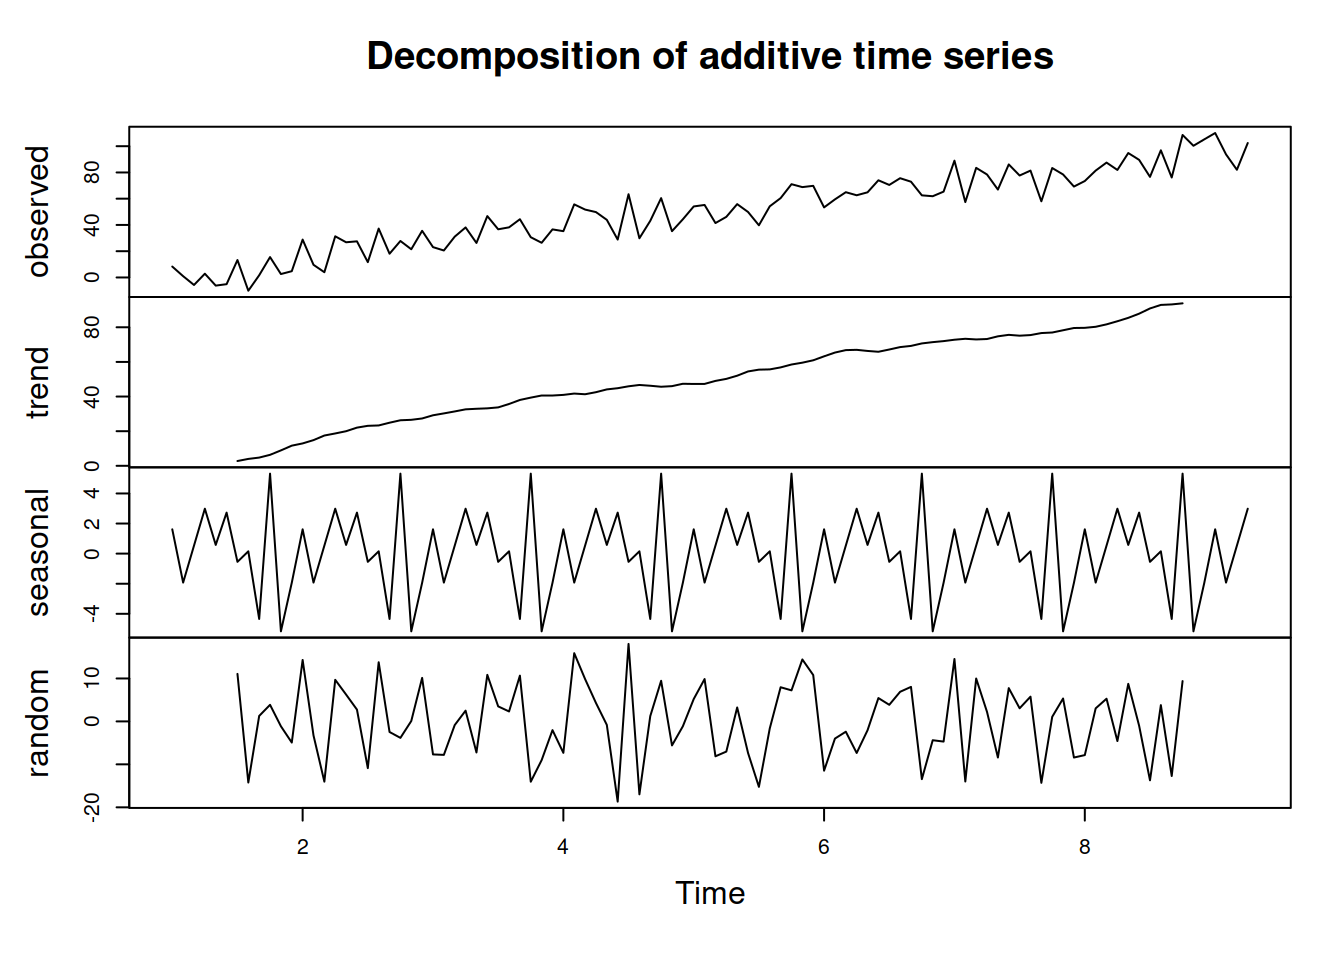 Decomposition of additive time series
observed
0 40 80
trend
0 40 80
seasonal
-4 0 2 4
random
-20 0 10
2 4 6 8
Time